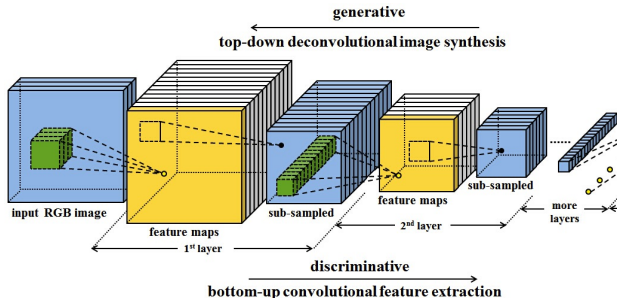 generative
top-down deconvolutional image synthesis
input RGB image
feature maps
sub-sampled
feature maps
sub-sampled
more
layers
1st layer
2nd layer
discriminative
bottom-up convolutional feature extraction